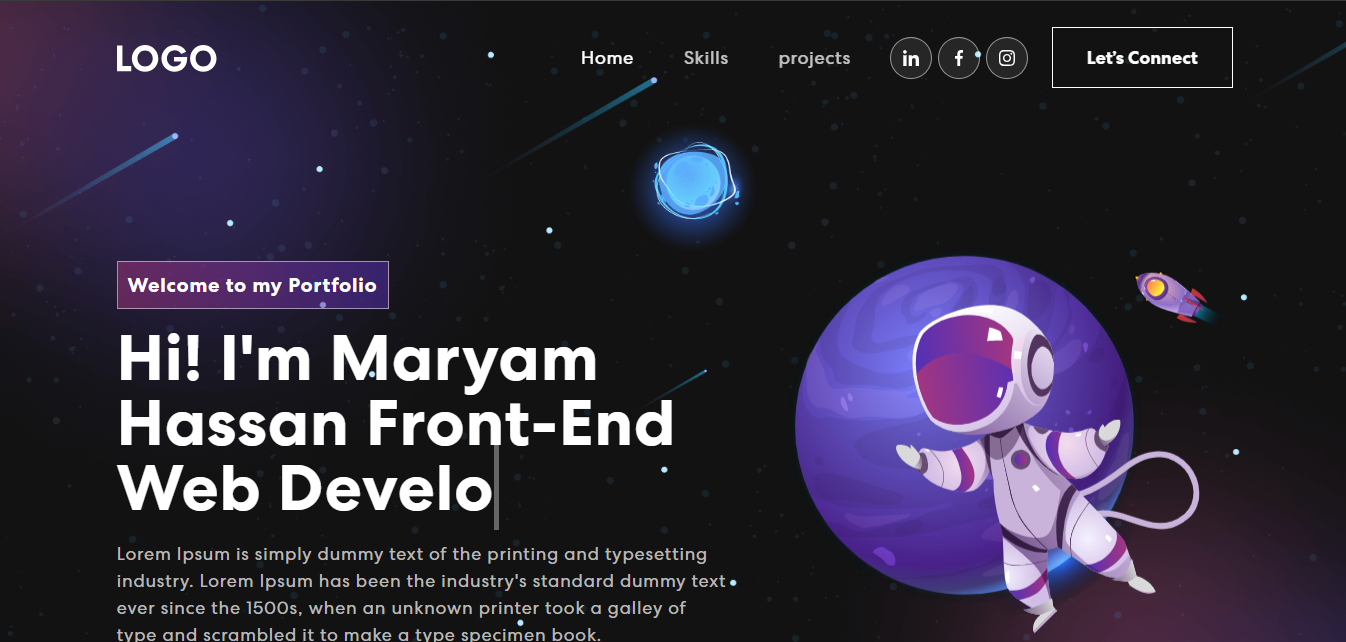 LOGO
Home
Skills
projects
in
f
Let's Connect
Welcome to my Portfolio
Hi! I'm Maryam
Hassan Front-End
Web Develo
Lorem Ipsum is simply dummy text of the printing and typesetting
industry. Lorem Ipsum has been the industry's standard dummy text
ever since the 1500s, when an unknown printer took a galley of
type and scrambled it to make a type specimen book.